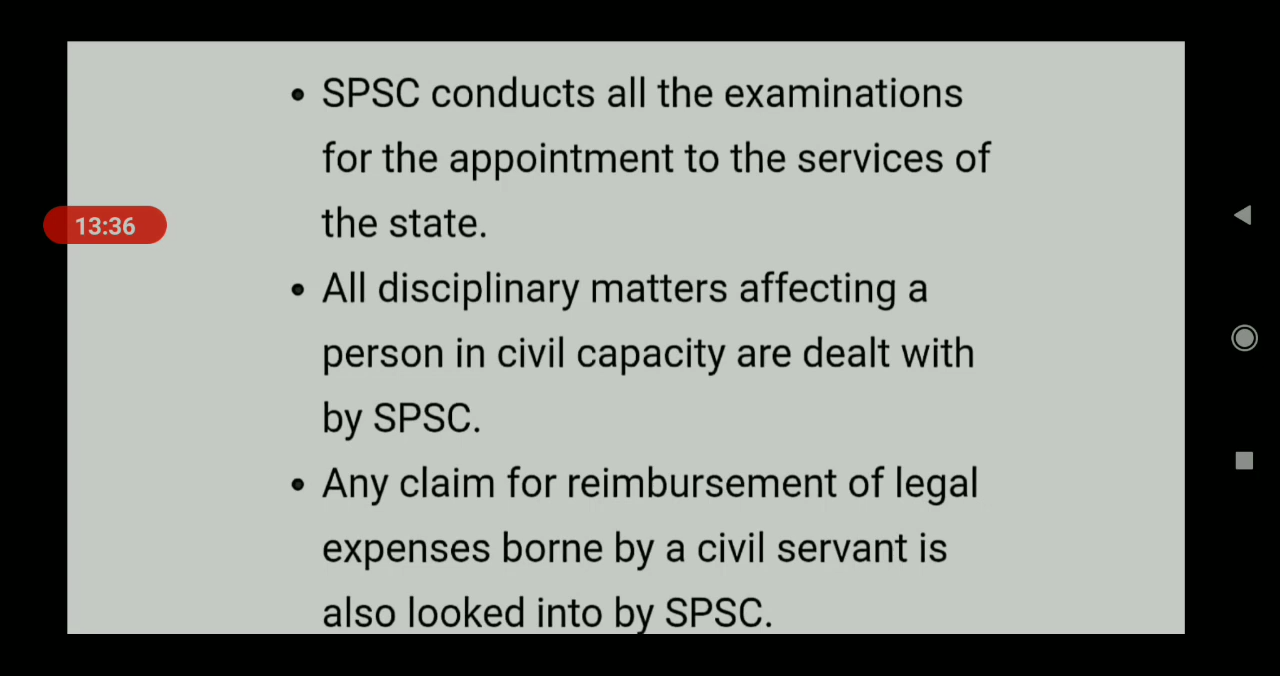 • SPSC conducts all the examinations
for the appointment to the services of
the state.
13:36
• All disciplinary matters affecting a
person in civil capacity are dealt with
by SPSC.
• Any claim for reimbursement of legal
expenses borne by a civil servant is
also looked into by SPSC.